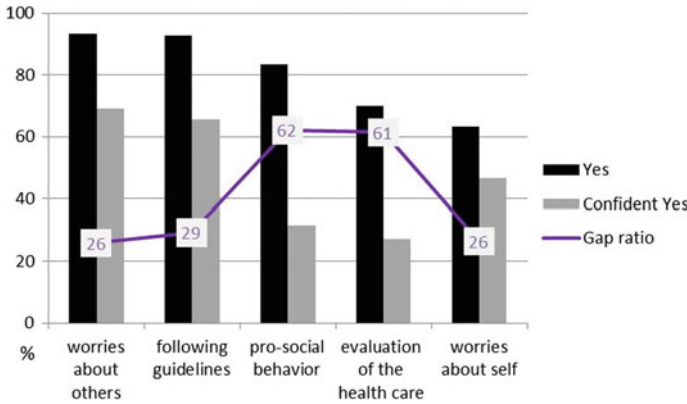 100
80
60
40
20
0
%
26
29
62
61
26
worries about others
following guidelines
pro-social behavior
evaluation of the health care
worries about self
Yes
Confident Yes
Gap ratio